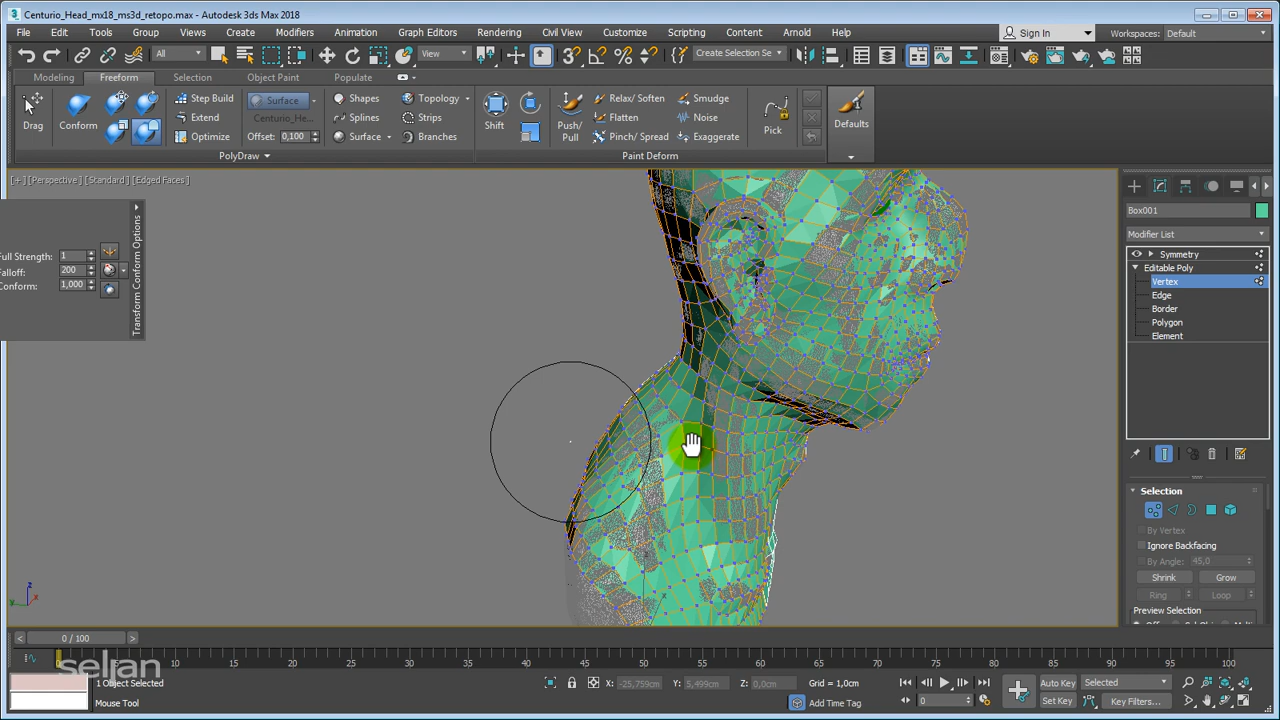 Centurio_Head_mx18_ms3d_retopo.max - Autodesk 3ds Max 2018
File Edit Tools Group Views Create Modifiers Animation Graph Editors Rendering Civil View Customize Scripting Content Arnold Help Sign In Workspaces: Default
All View Create Selection Se
Modeling Freeform Selection Object Paint Populate
Drag Conform Step Build Surface Shapes Topology Shift Relax/ Soften Smudge
Extend Centurio_He... Splines Strips Push/ Pull Flatten Noise Pick Defaults
Optimize Offset: 0,100 Surface Branches Pinch/ Spread Exaggerate
PolyDraw Paint Deform
[+] [Perspective] [Standard] [Edged Faces]
Box001
Modifier List
Symmetry
Editable Poly
Vertex
Edge
Border
Polygon
Element
Full Strength: 1
Falloff: 200
Conform: 1,000
Transform Conform Options
Selection
By Vertex
Ignore Backfacing
By Angle: 45,0
Shrink Grow
Ring Loop
Preview Selection
z
y x
0 / 100
50 55 60 65 70 75 80 85 90 95 100
10 15 20 25 30 35 40 45
selian
1 Object Selected
X: -25,759cm Y: 5,499cm Z: 0,0cm Grid = 1,0cm
Auto Key Selected
Mouse Tool
Add Time Tag
0
Set Key Key Filters...